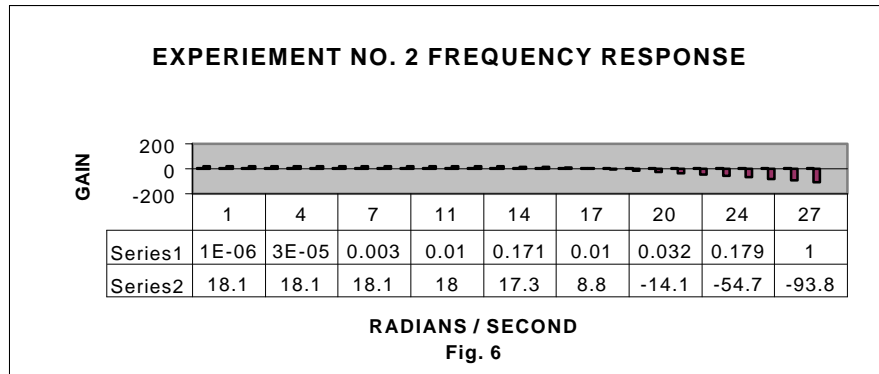 EXPERIEMENT NO. 2 FREQUENCY RESPONSE
GAIN
200
0
-200
1 4 7 11 14 17 20 24 27
Series1 1E-06 3E-05 0.003 0.01 0.171 0.01 0.032 0.179 1
Series2 18.1 18.1 18.1 18 17.3 8.8 -14.1 -54.7 -93.8
RADIANS / SECOND
Fig. 6